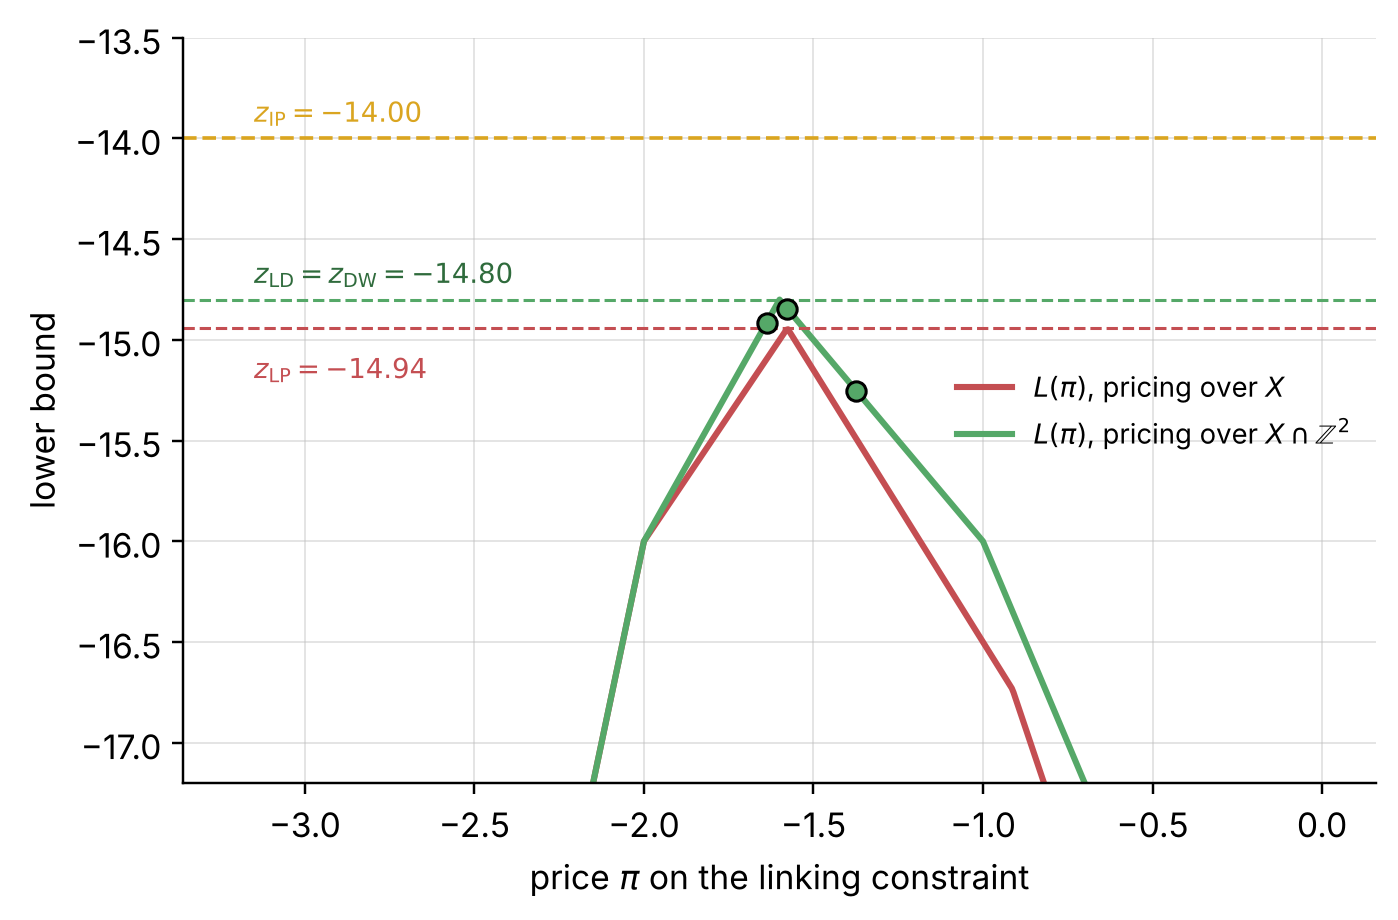 −13.5
−14.0
−14.5
−15.0
−15.5
−16.0
−16.5
−17.0
lower bound
z_IP = −14.00
z_LD = z_DW = −14.80
z_LP = −14.94
L(π), pricing over X
L(π), pricing over X ∩ ℤ²
−3.0 −2.5 −2.0 −1.5 −1.0 −0.5 0.0
price π on the linking constraint